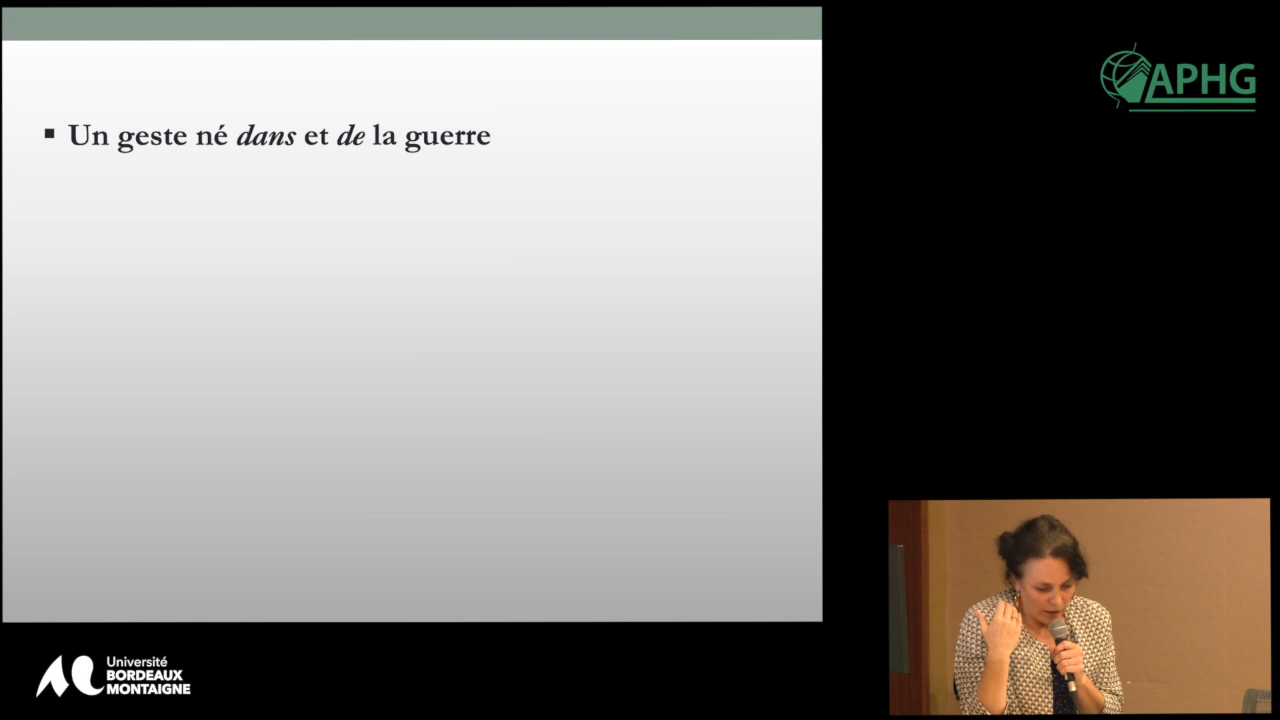 APHG
Un geste né dans et de la guerre
Université
BORDEAUX
MONTAIGNE